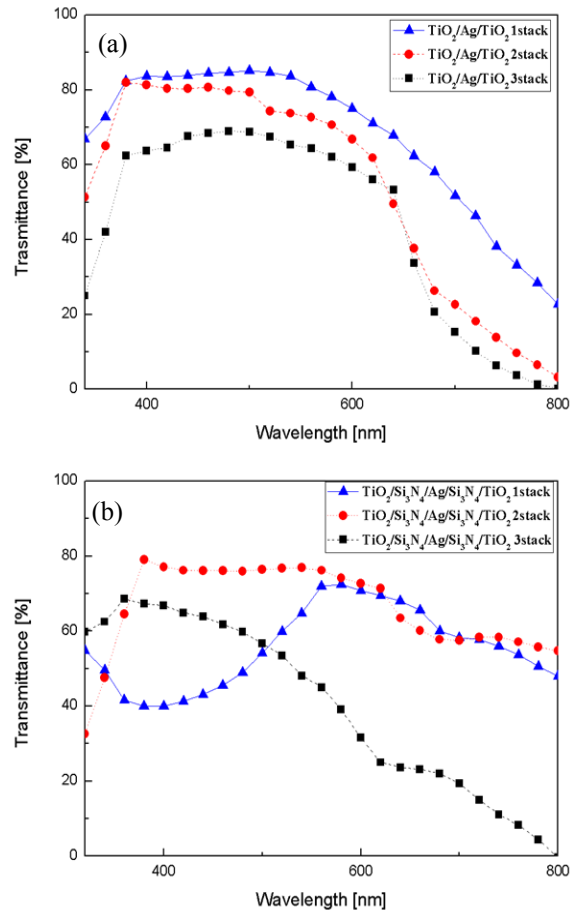 (a)
TiO2/Ag/TiO2 1stack
TiO2/Ag/TiO2 2stack
TiO2/Ag/TiO2 3stack
Trasmittance [%]
100
80
60
40
20
0
400
600
800
Wavelength [nm]
(b)
TiO2/Si3N4/Ag/Si3N4/TiO2 1stack
TiO2/Si3N4/Ag/Si3N4/TiO2 2stack
TiO2/Si3N4/Ag/Si3N4/TiO2 3stack
Transmittance [%]
100
80
60
40
20
0
400
600
800
Wavelength [nm]